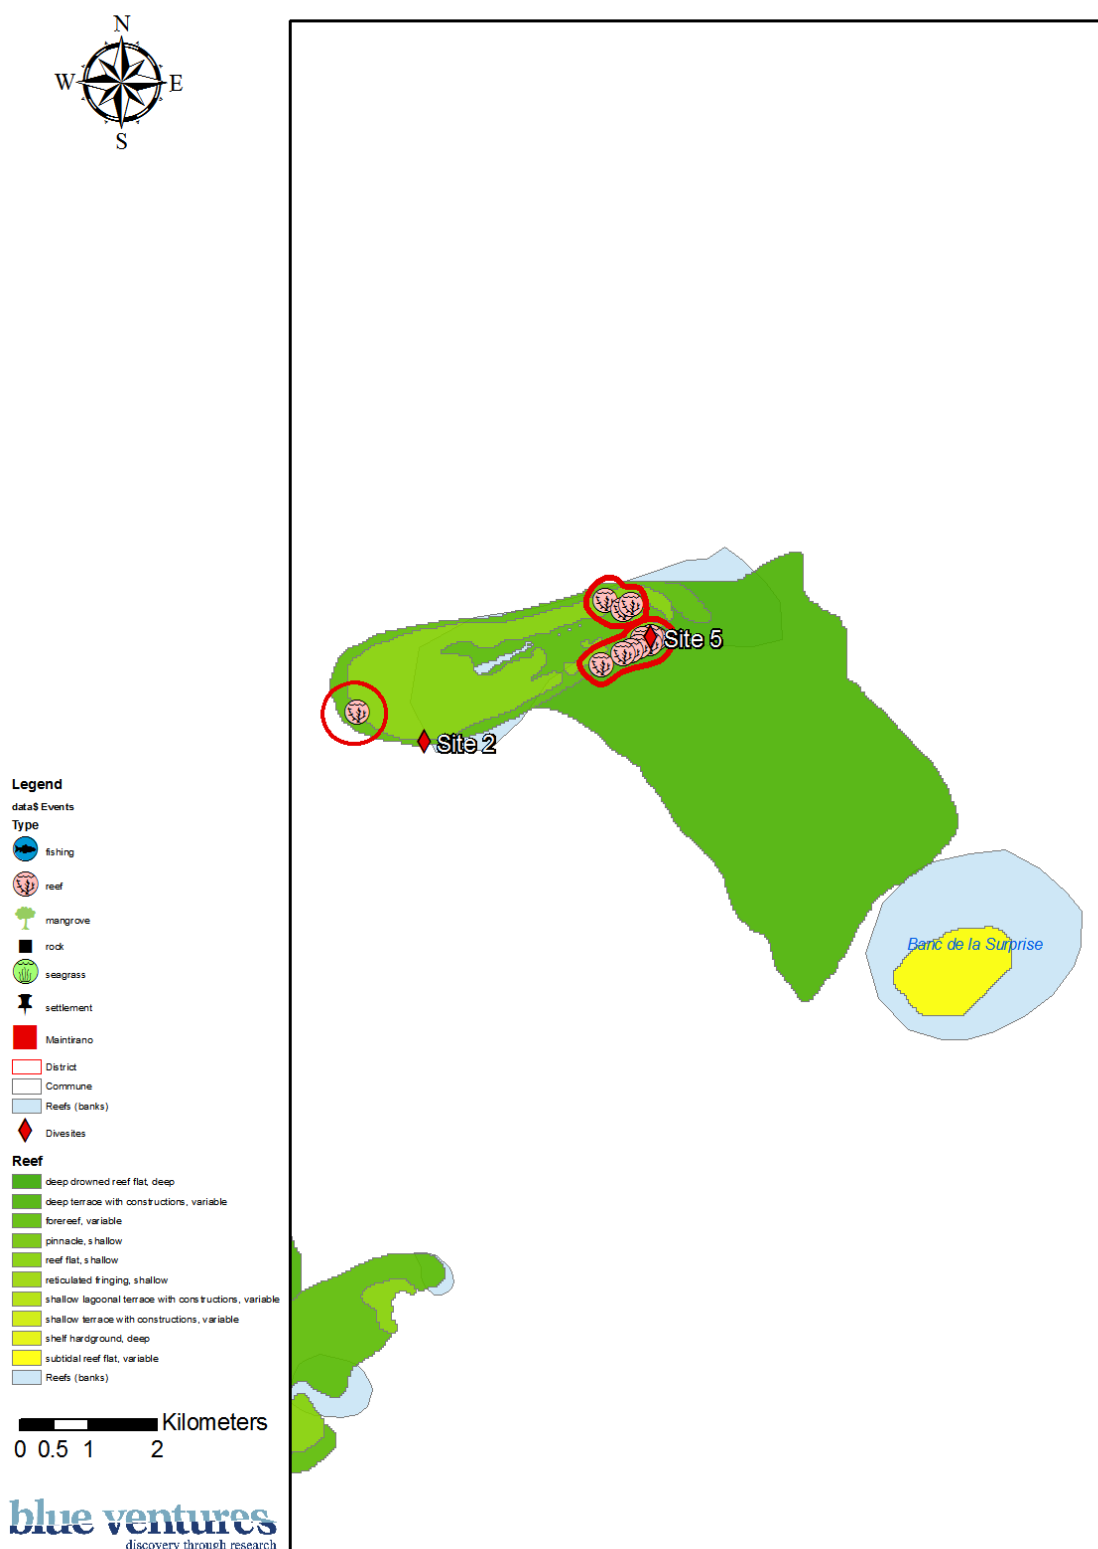 N
W E
S
Site 5
Site 2
Banc de la Surprise
Legend
data$ Events
Type
fishing
reef
mangrove
rock
seagrass
settlement
Maintirano
District
Commune
Reefs (banks)
Divesites
Reef
deep drowned reef flat, deep
deep terrace with constructions, variable
forereef, variable
pinnacle, shallow
reef flat, shallow
reticulated fringing, shallow
shallow lagoonal terrace with constructions, variable
shallow terrace with constructions, variable
shelf hardground, deep
subtidal reef flat, variable
Reefs (banks)
Kilometers
0 0.5 1 2
blue ventures
discovery through research